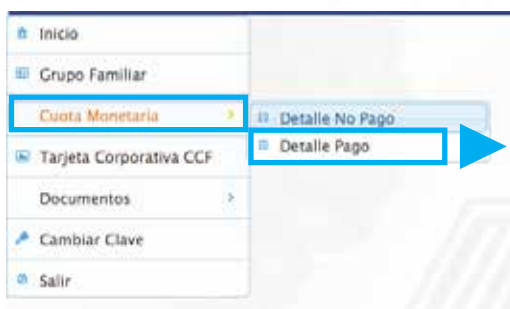 Inicio
Grupo Familiar
Cuota Monetaria
Detalle No Pago
Detalle Pago
Tarjeta Corporativa CCF
Documentos
Cambiar Clave
Salir